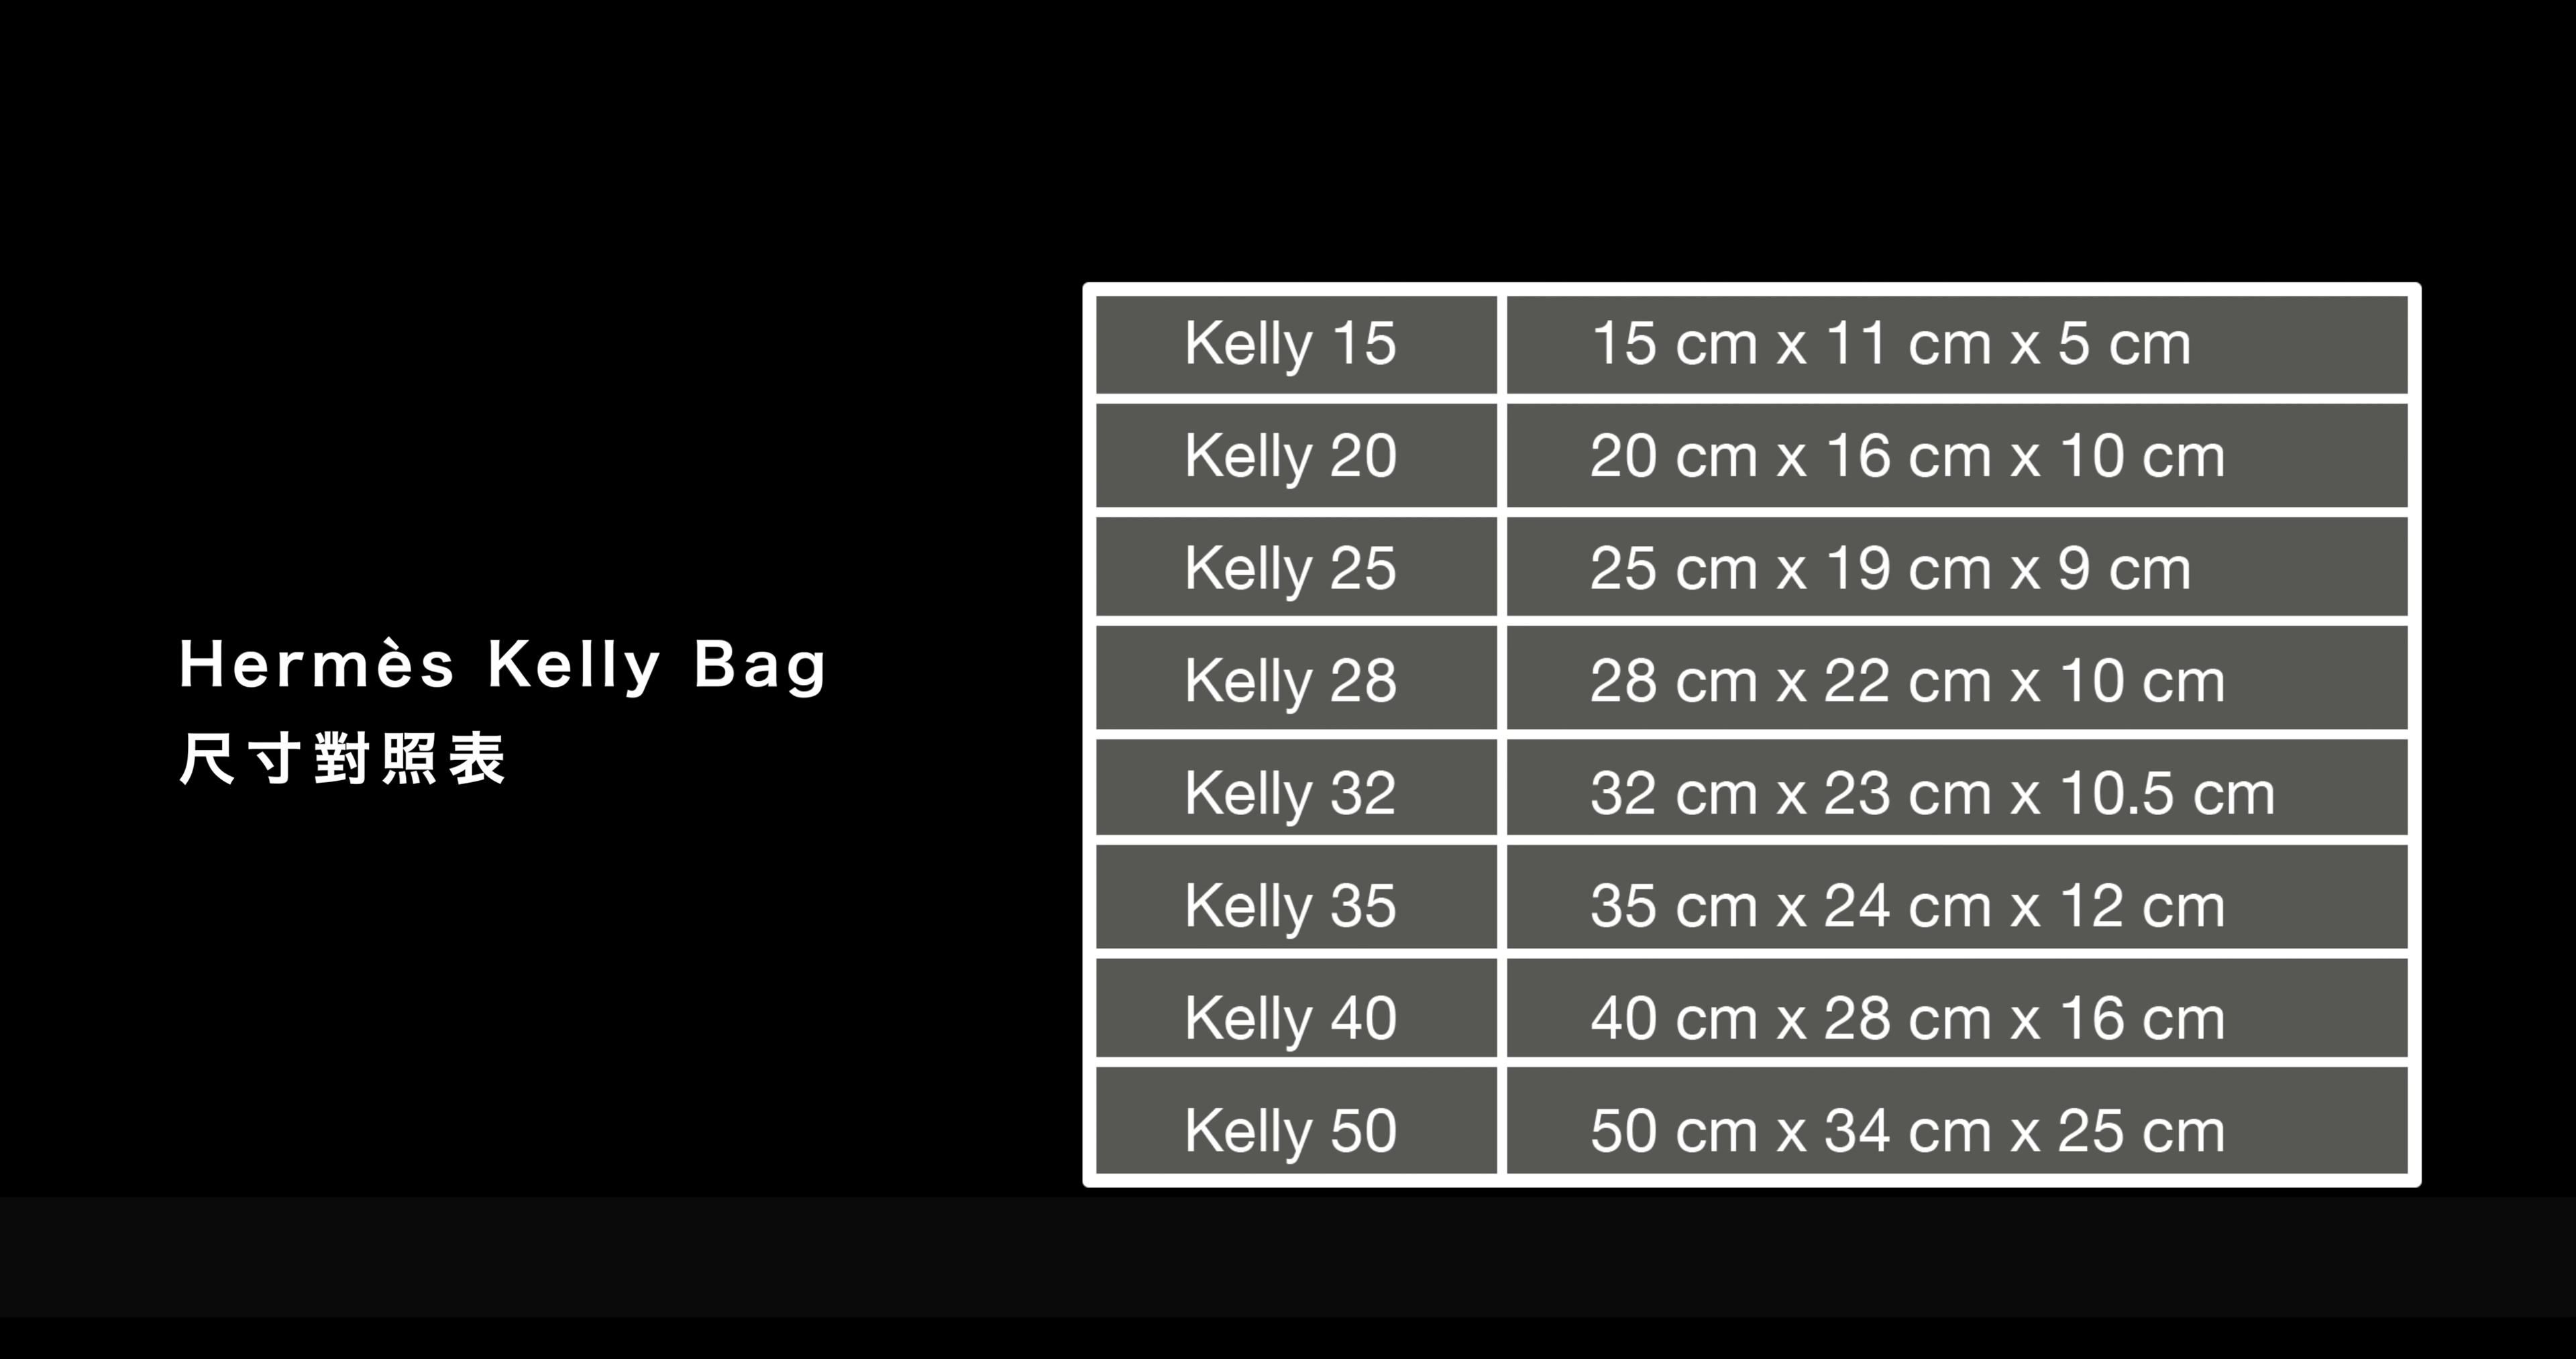 Hermès Kelly Bag
尺寸對照表
Kelly 15 15 cm x 11 cm x 5 cm
Kelly 20 20 cm x 16 cm x 10 cm
Kelly 25 25 cm x 19 cm x 9 cm
Kelly 28 28 cm x 22 cm x 10 cm
Kelly 32 32 cm x 23 cm x 10.5 cm
Kelly 35 35 cm x 24 cm x 12 cm
Kelly 40 40 cm x 28 cm x 16 cm
Kelly 50 50 cm x 34 cm x 25 cm